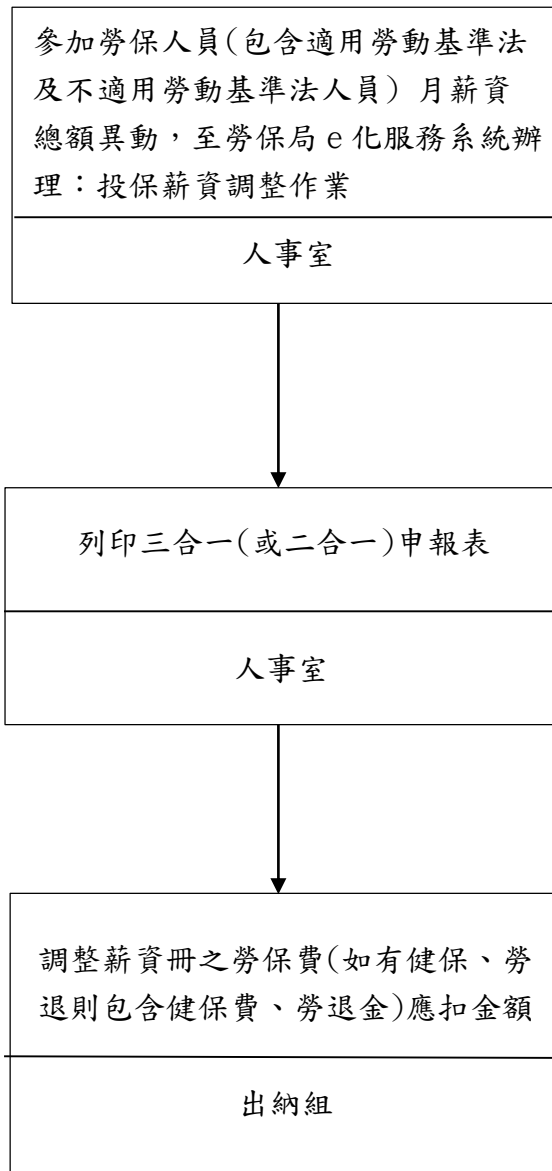 參加勞保人員(包含適用勞動基準法
及不適用勞動基準法人員) 月薪資
總額異動，至勞保局 e 化服務系統辦
理：投保薪資調整作業
人事室
列印三合一(或二合一)申報表
人事室
調整薪資冊之勞保費(如有健保、勞
退則包含健保費、勞退金)應扣金額
出納組